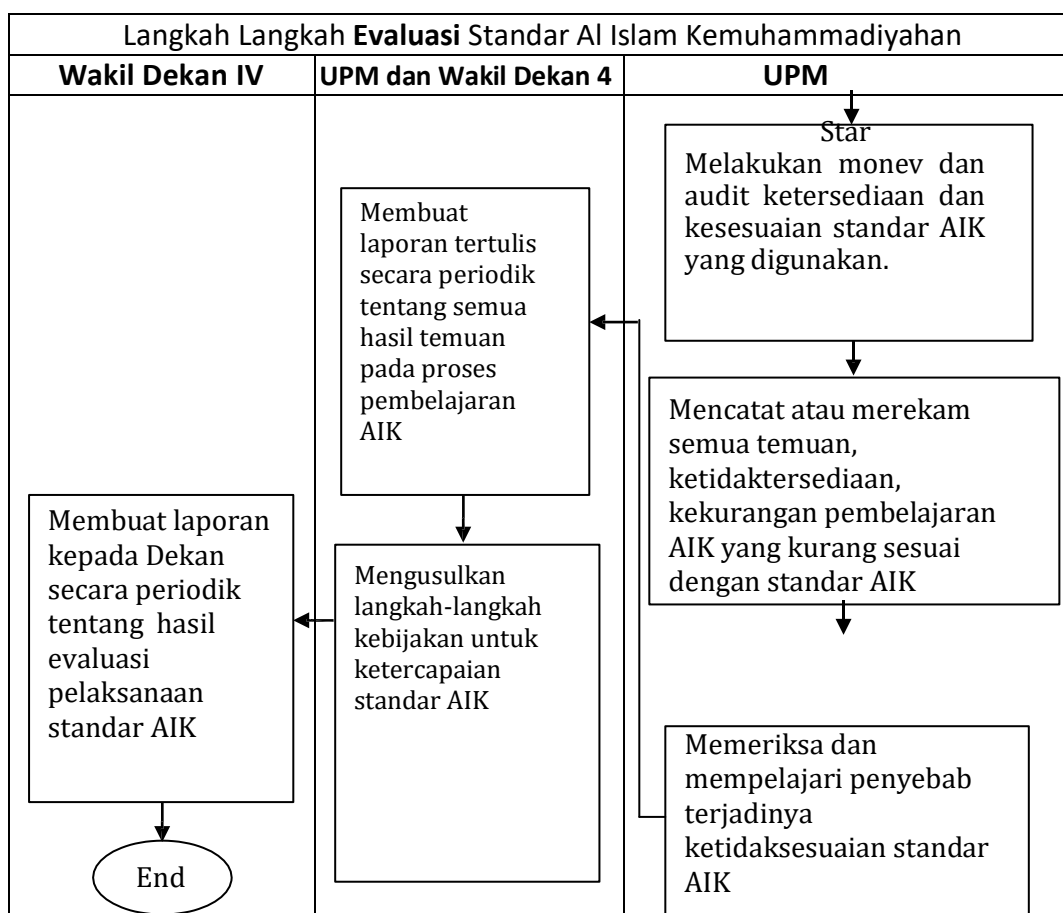 Langkah Langkah Evaluasi Standar Al Islam Kemuhammadiyahan
Wakil Dekan IV
UPM dan Wakil Dekan 4
UPM
Star
Melakukan monev dan
audit ketersediaan dan
kesesuaian standar AIK
yang digunakan.
Mencatat atau merekam
semua temuan,
ketidaktersediaan,
kekurangan pembelajaran
AIK yang kurang sesuai
dengan standar AIK
Memeriksa dan
mempelajari penyebab
terjadinya
ketidaksesuaian standar
AIK
Membuat
laporan tertulis
secara periodik
tentang semua
hasil temuan
pada proses
pembelajaran
AIK
Mengusulkan
langkah-langkah
kebijakan untuk
ketercapaian
standar AIK
Membuat laporan
kepada Dekan
secara periodik
tentang hasil
evaluasi
pelaksanaan
standar AIK
End